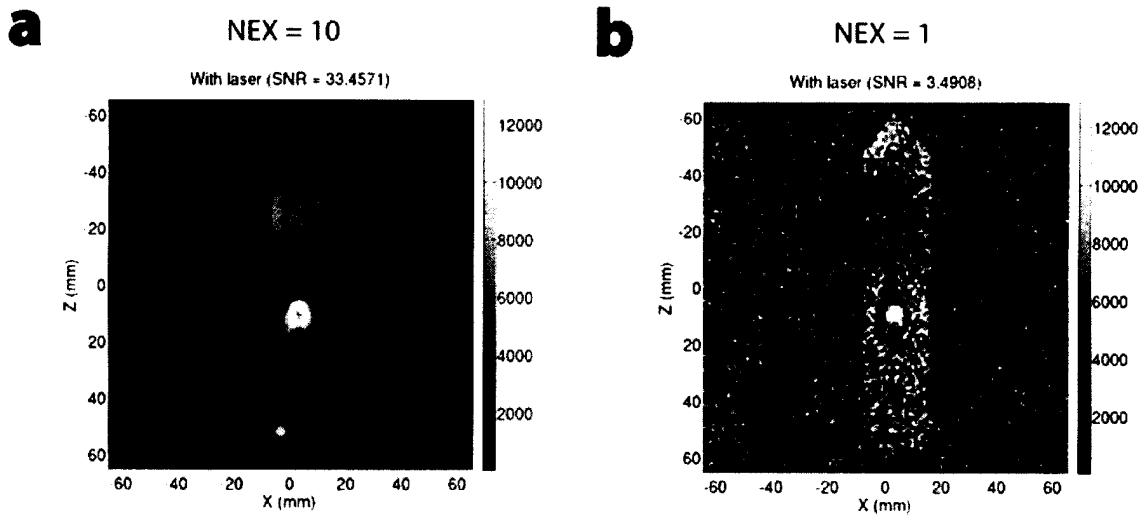 a
NEX = 10
With laser (SNR = 33.4571)
-60
-40
-20
0
20
40
60
Z (mm)
-60 -40 -20 0 20 40 60
X (mm)
12000
10000
8000
6000
4000
2000
b
NEX = 1
With laser (SNR = 3.4908)
-60
-40
-20
0
20
40
60
Z (mm)
-60 -40 -20 0 20 40 60
X (mm)
12000
10000
8000
6000
4000
2000